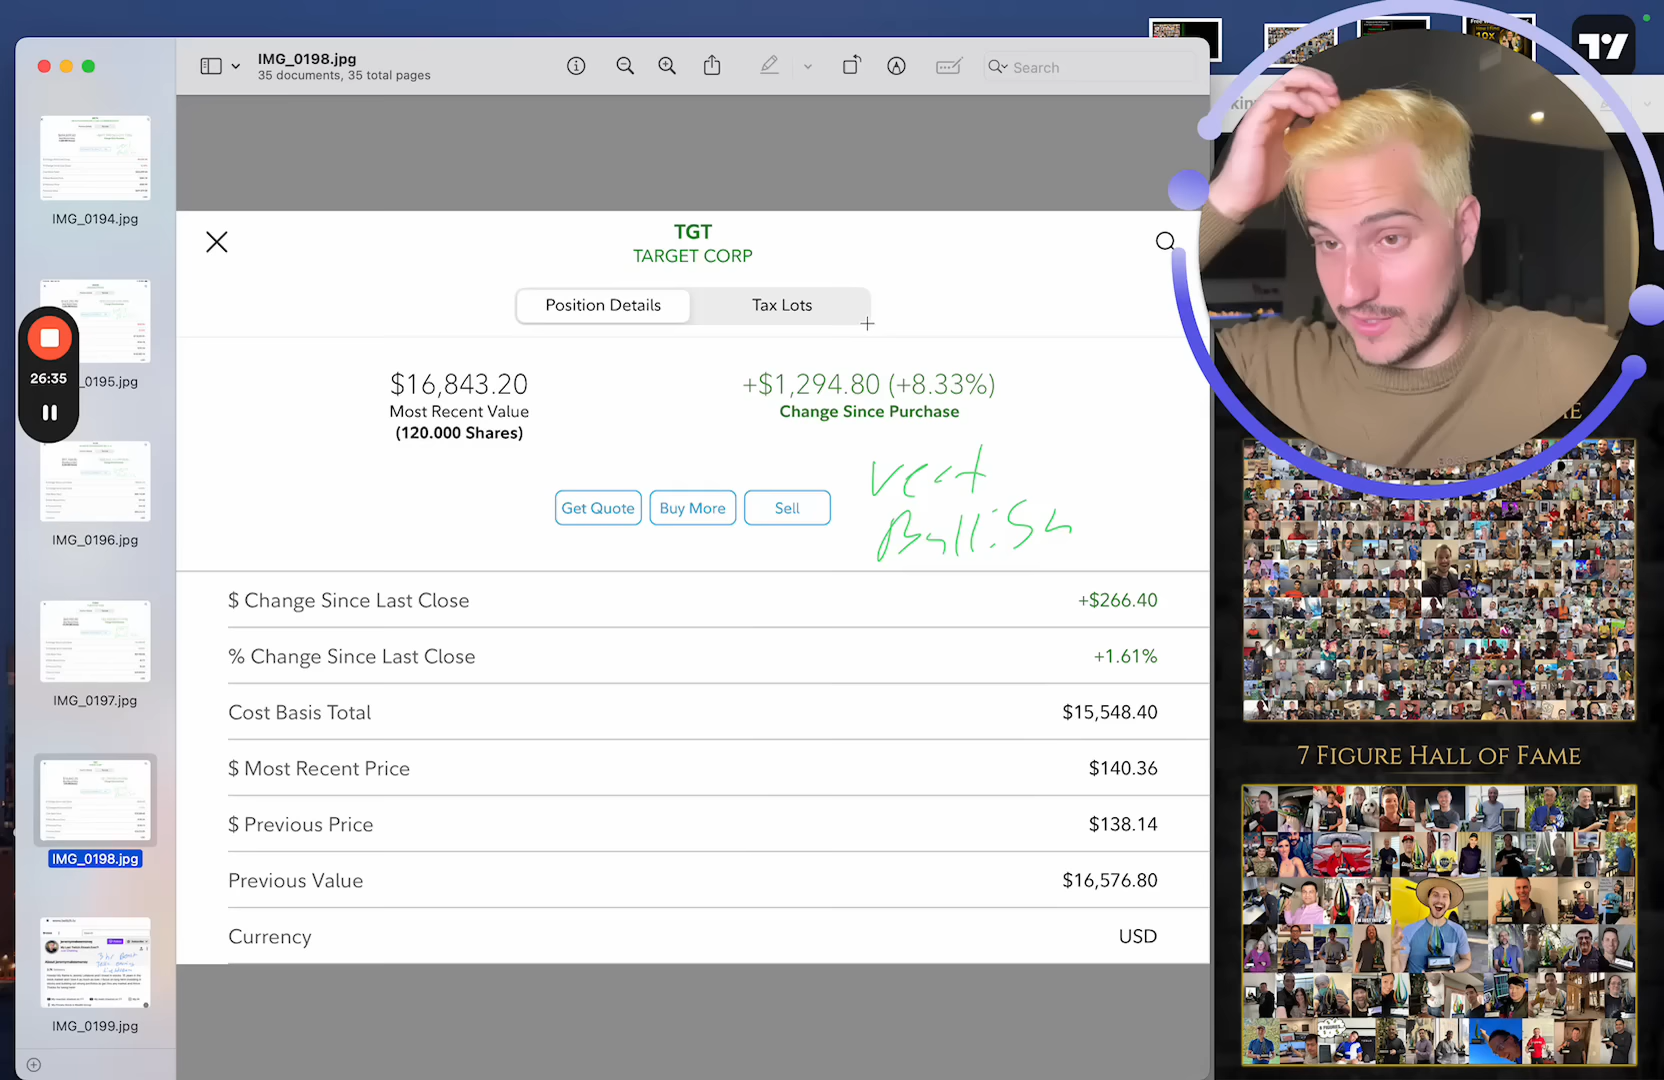 IMG_0198.jpg
35 documents, 35 total pages
Search
IMG_0194.jpg
_0195.jpg
IMG_0196.jpg
IMG_0197.jpg
IMG_0198.jpg
IMG_0199.jpg
26:35
TGT
TARGET CORP
Position Details
Tax Lots
$16,843.20
Most Recent Value
(120.000 Shares)
+$1,294.80 (+8.33%)
Change Since Purchase
Get Quote
Buy More
Sell
Bullish
$ Change Since Last Close
+$266.40
% Change Since Last Close
+1.61%
Cost Basis Total
$15,548.40
$ Most Recent Price
$140.36
$ Previous Price
$138.14
Previous Value
$16,576.80
Currency
USD
7 FIGURE HALL OF FAME